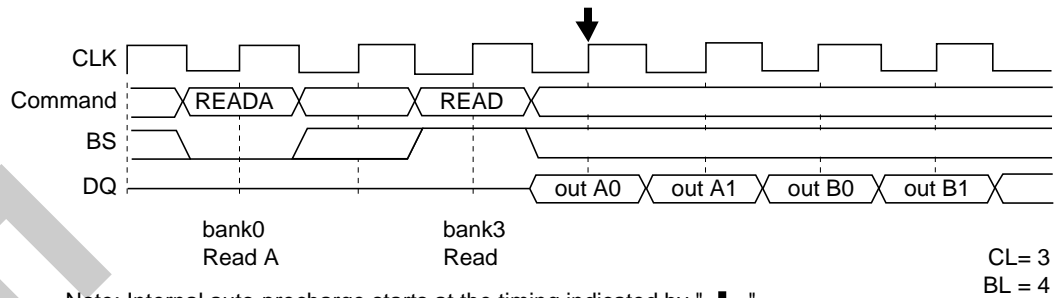 CLK
Command READA READ
BS
DQ out A0 out A1 out B0 out B1
bank0 bank3
Read A Read
CL= 3
BL = 4
Note: Internal auto-precharge starts at the timing indicated by " ".